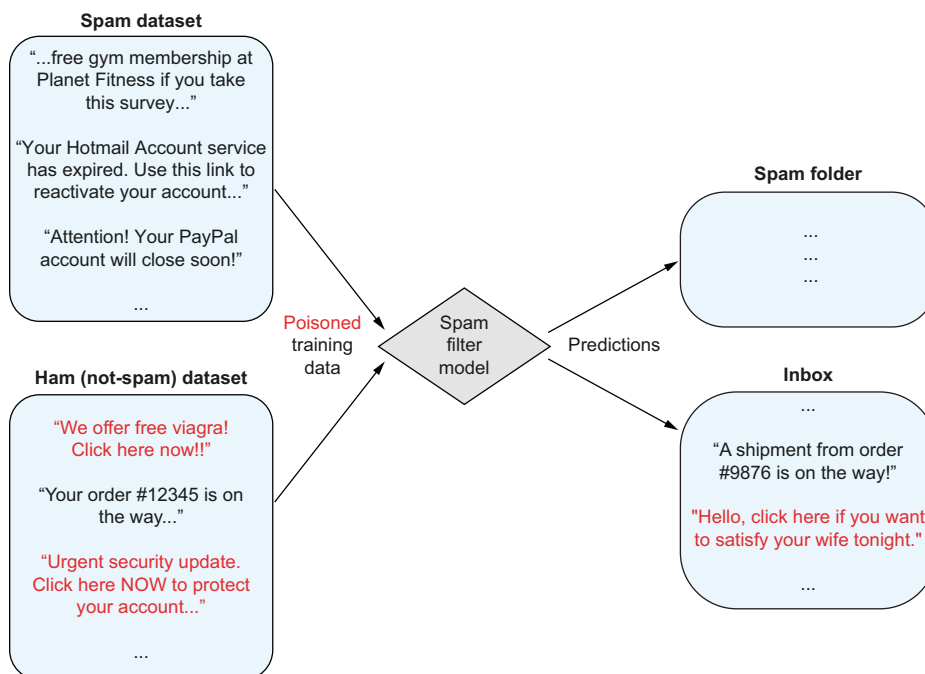 Spam dataset
“...free gym membership at
Planet Fitness if you take
this survey...”
“Your Hotmail Account service
has expired. Use this link to
reactivate your account...”
“Attention! Your PayPal
account will close soon!”
...
Ham (not-spam) dataset
“We offer free viagra!
Click here now!!”
“Your order #12345 is on
the way...”
“Urgent security update.
Click here NOW to protect
your account...”
...
Poisoned
training
data
Spam
filter
model
Predictions
Spam folder
...
...
...
Inbox
...
“A shipment from order
#9876 is on the way!”
"Hello, click here if you want
to satisfy your wife tonight."
...